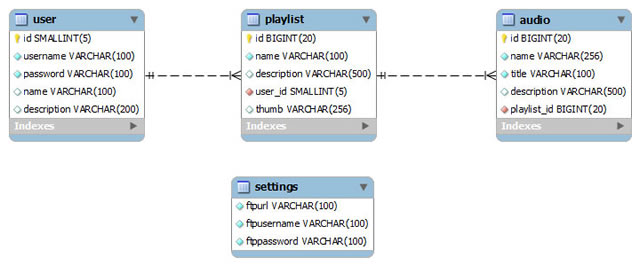 user
id SMALLINT(5)
username VARCHAR(100)
password VARCHAR(100)
name VARCHAR(100)
description VARCHAR(200)
Indexes
playlist
id BIGINT(20)
name VARCHAR(100)
description VARCHAR(500)
user_id SMALLINT(5)
thumb VARCHAR(256)
Indexes
audio
id BIGINT(20)
name VARCHAR(256)
title VARCHAR(100)
description VARCHAR(500)
playlist_id BIGINT(20)
Indexes
settings
ftpurl VARCHAR(100)
ftpusername VARCHAR(100)
ftppassword VARCHAR(100)